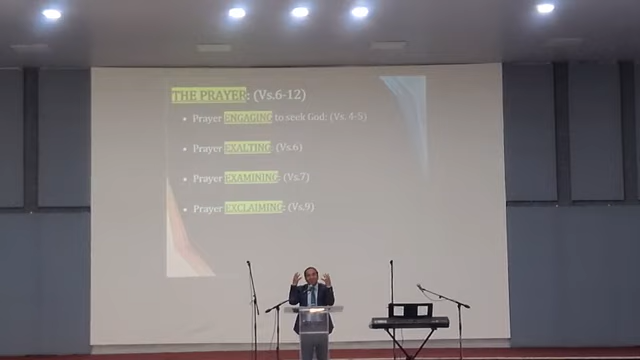 THE PRAYER: (Vs.6-12)
• Prayer ENGAGING to seek God: (Vs. 4-5)
• Prayer EXALTING: (Vs.6)
• Prayer EXAMINING: (Vs.7)
• Prayer EXCLAIMING: (Vs.9)